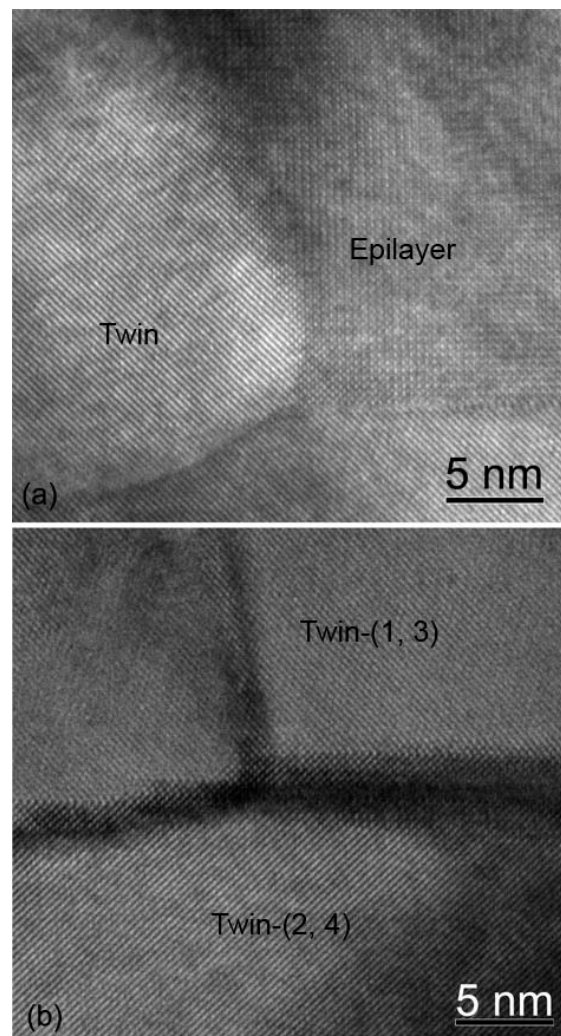 Epilayer
Twin
5 nm
(a)
Twin-(1, 3)
Twin-(2, 4)
5 nm
(b)